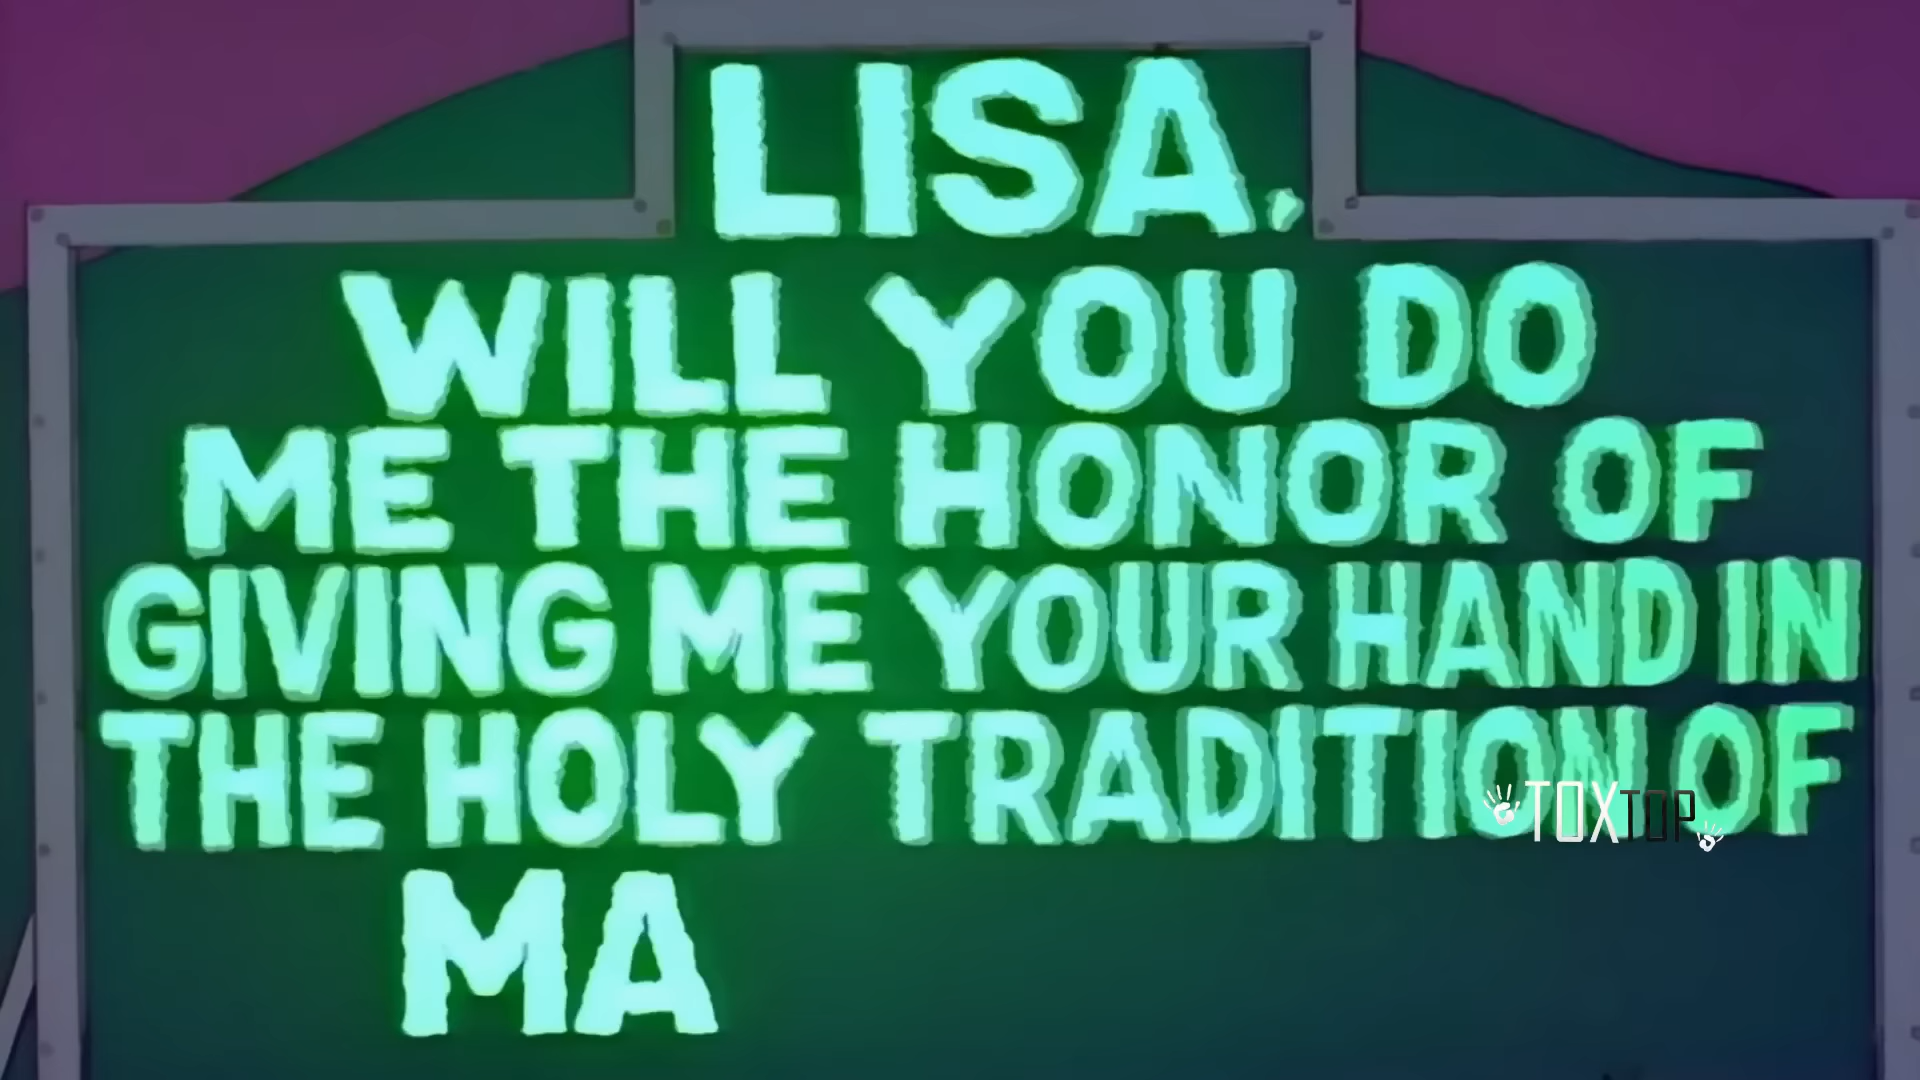 LISA,
WILL YOU DO
ME THE HONOR OF
GIVING ME YOUR HAND IN
THE HOLY TRADITION OF
MA
TOXTOP